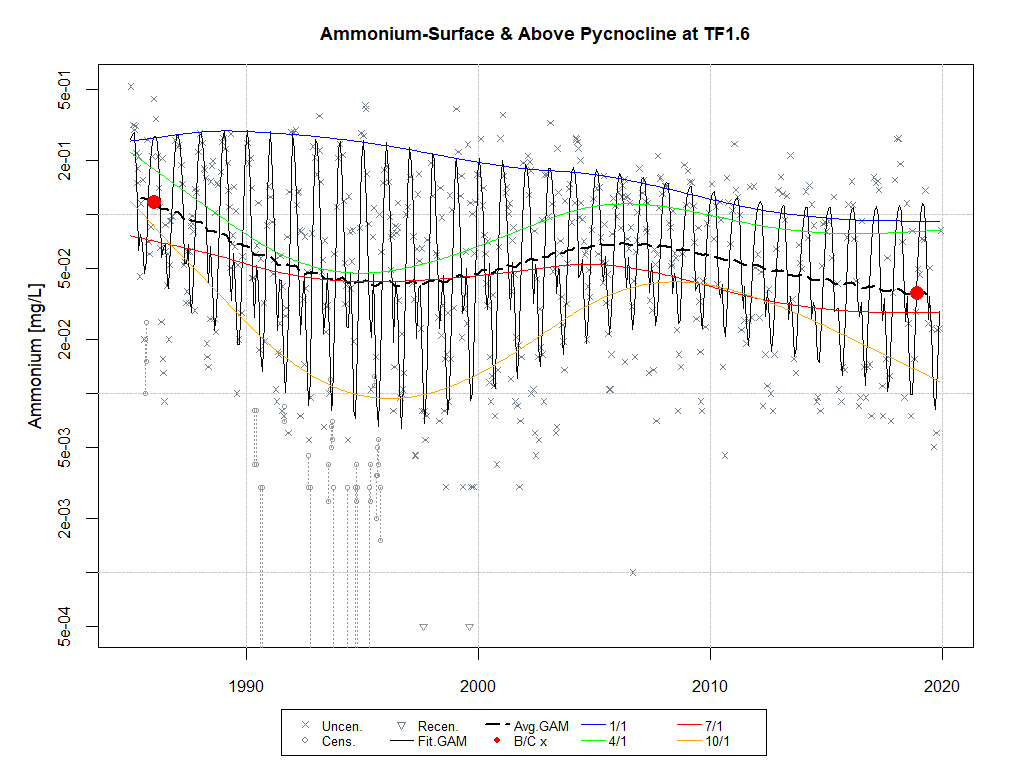 Ammonium-Surface & Above Pycnocline at TF1.6
Ammonium [mg/L]
5e-01
2e-01
5e-02
2e-02
5e-03
2e-03
5e-04
1990 2000 2010 2020
Uncen. Recen. Avg.GAM 1/1 7/1
Cens. Fit.GAM B/C x 4/1 10/1